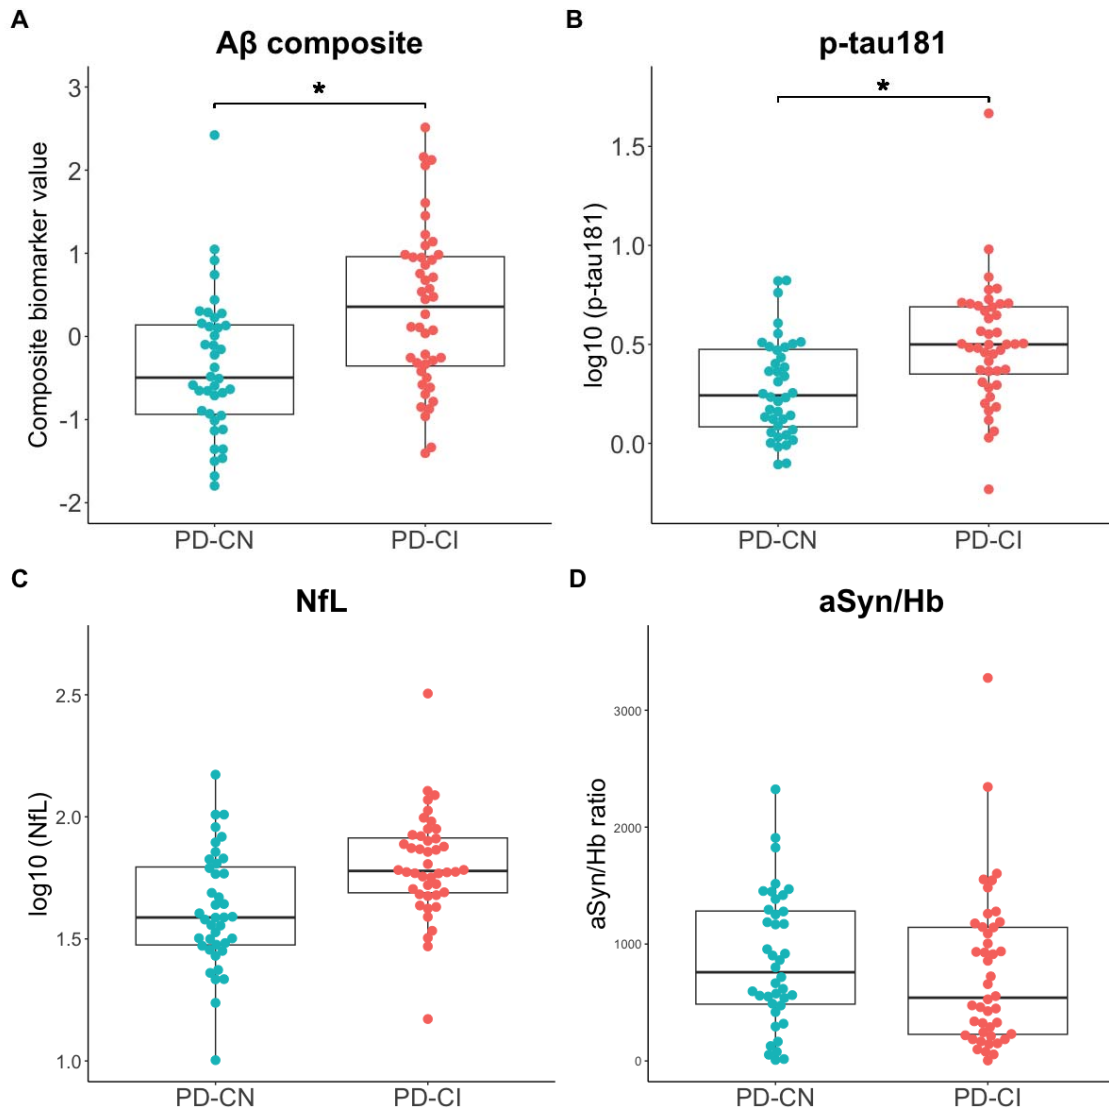 A
Aβ composite
Composite biomarker value
3
2
1
0
-1
-2
*
PD-CN
PD-CI
B
p-tau181
log10 (p-tau181)
1.5
1.0
0.5
0.0
*
PD-CN
PD-CI
C
NfL
log10 (NfL)
2.5
2.0
1.5
1.0
PD-CN
PD-CI
D
aSyn/Hb
aSyn/Hb ratio
3000
2000
1000
0
PD-CN
PD-CI